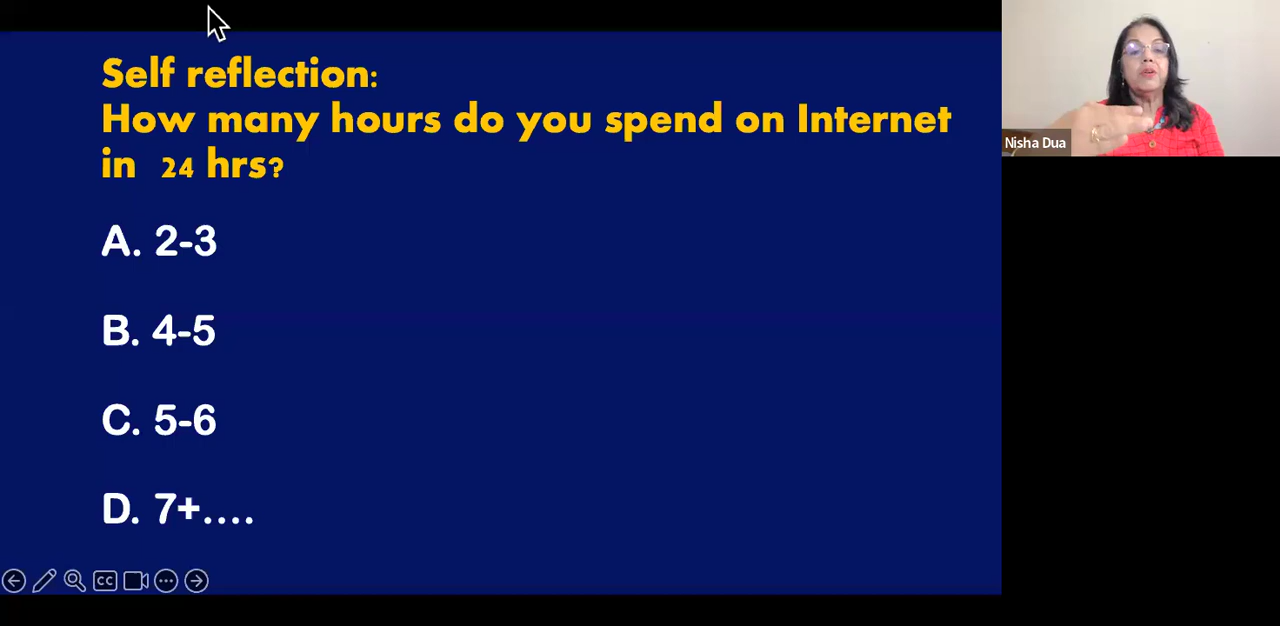 Self reflection:
How many hours do you spend on Internet
in 24 hrs?
A. 2-3
B. 4-5
C. 5-6
D. 7+....
Nisha Dua
CC